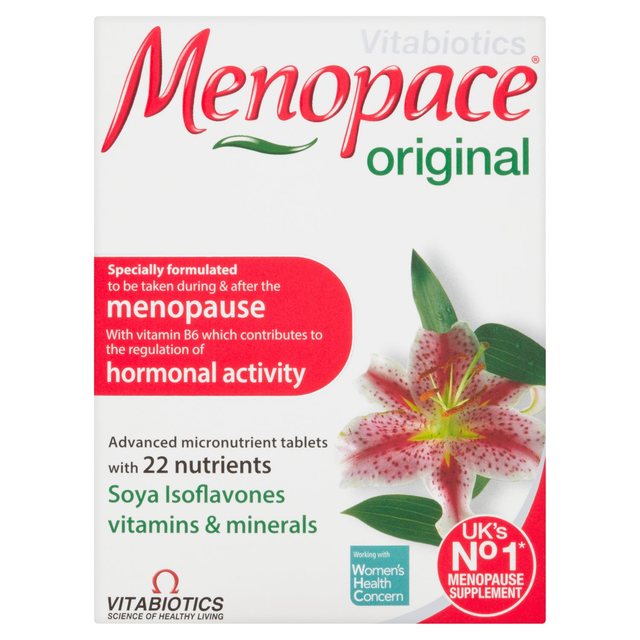 Vitabiotics
Menopace®
original
Specially formulated
to be taken during & after the
menopause
With vitamin B6 which contributes to
the regulation of
hormonal activity
Advanced micronutrient tablets
with 22 nutrients
Soya Isoflavones
vitamins & minerals
Working with
Women's
Health
Concern
UK's
Nº1*
MENOPAUSE
SUPPLEMENT
VITABIOTICS
SCIENCE OF HEALTHY LIVING